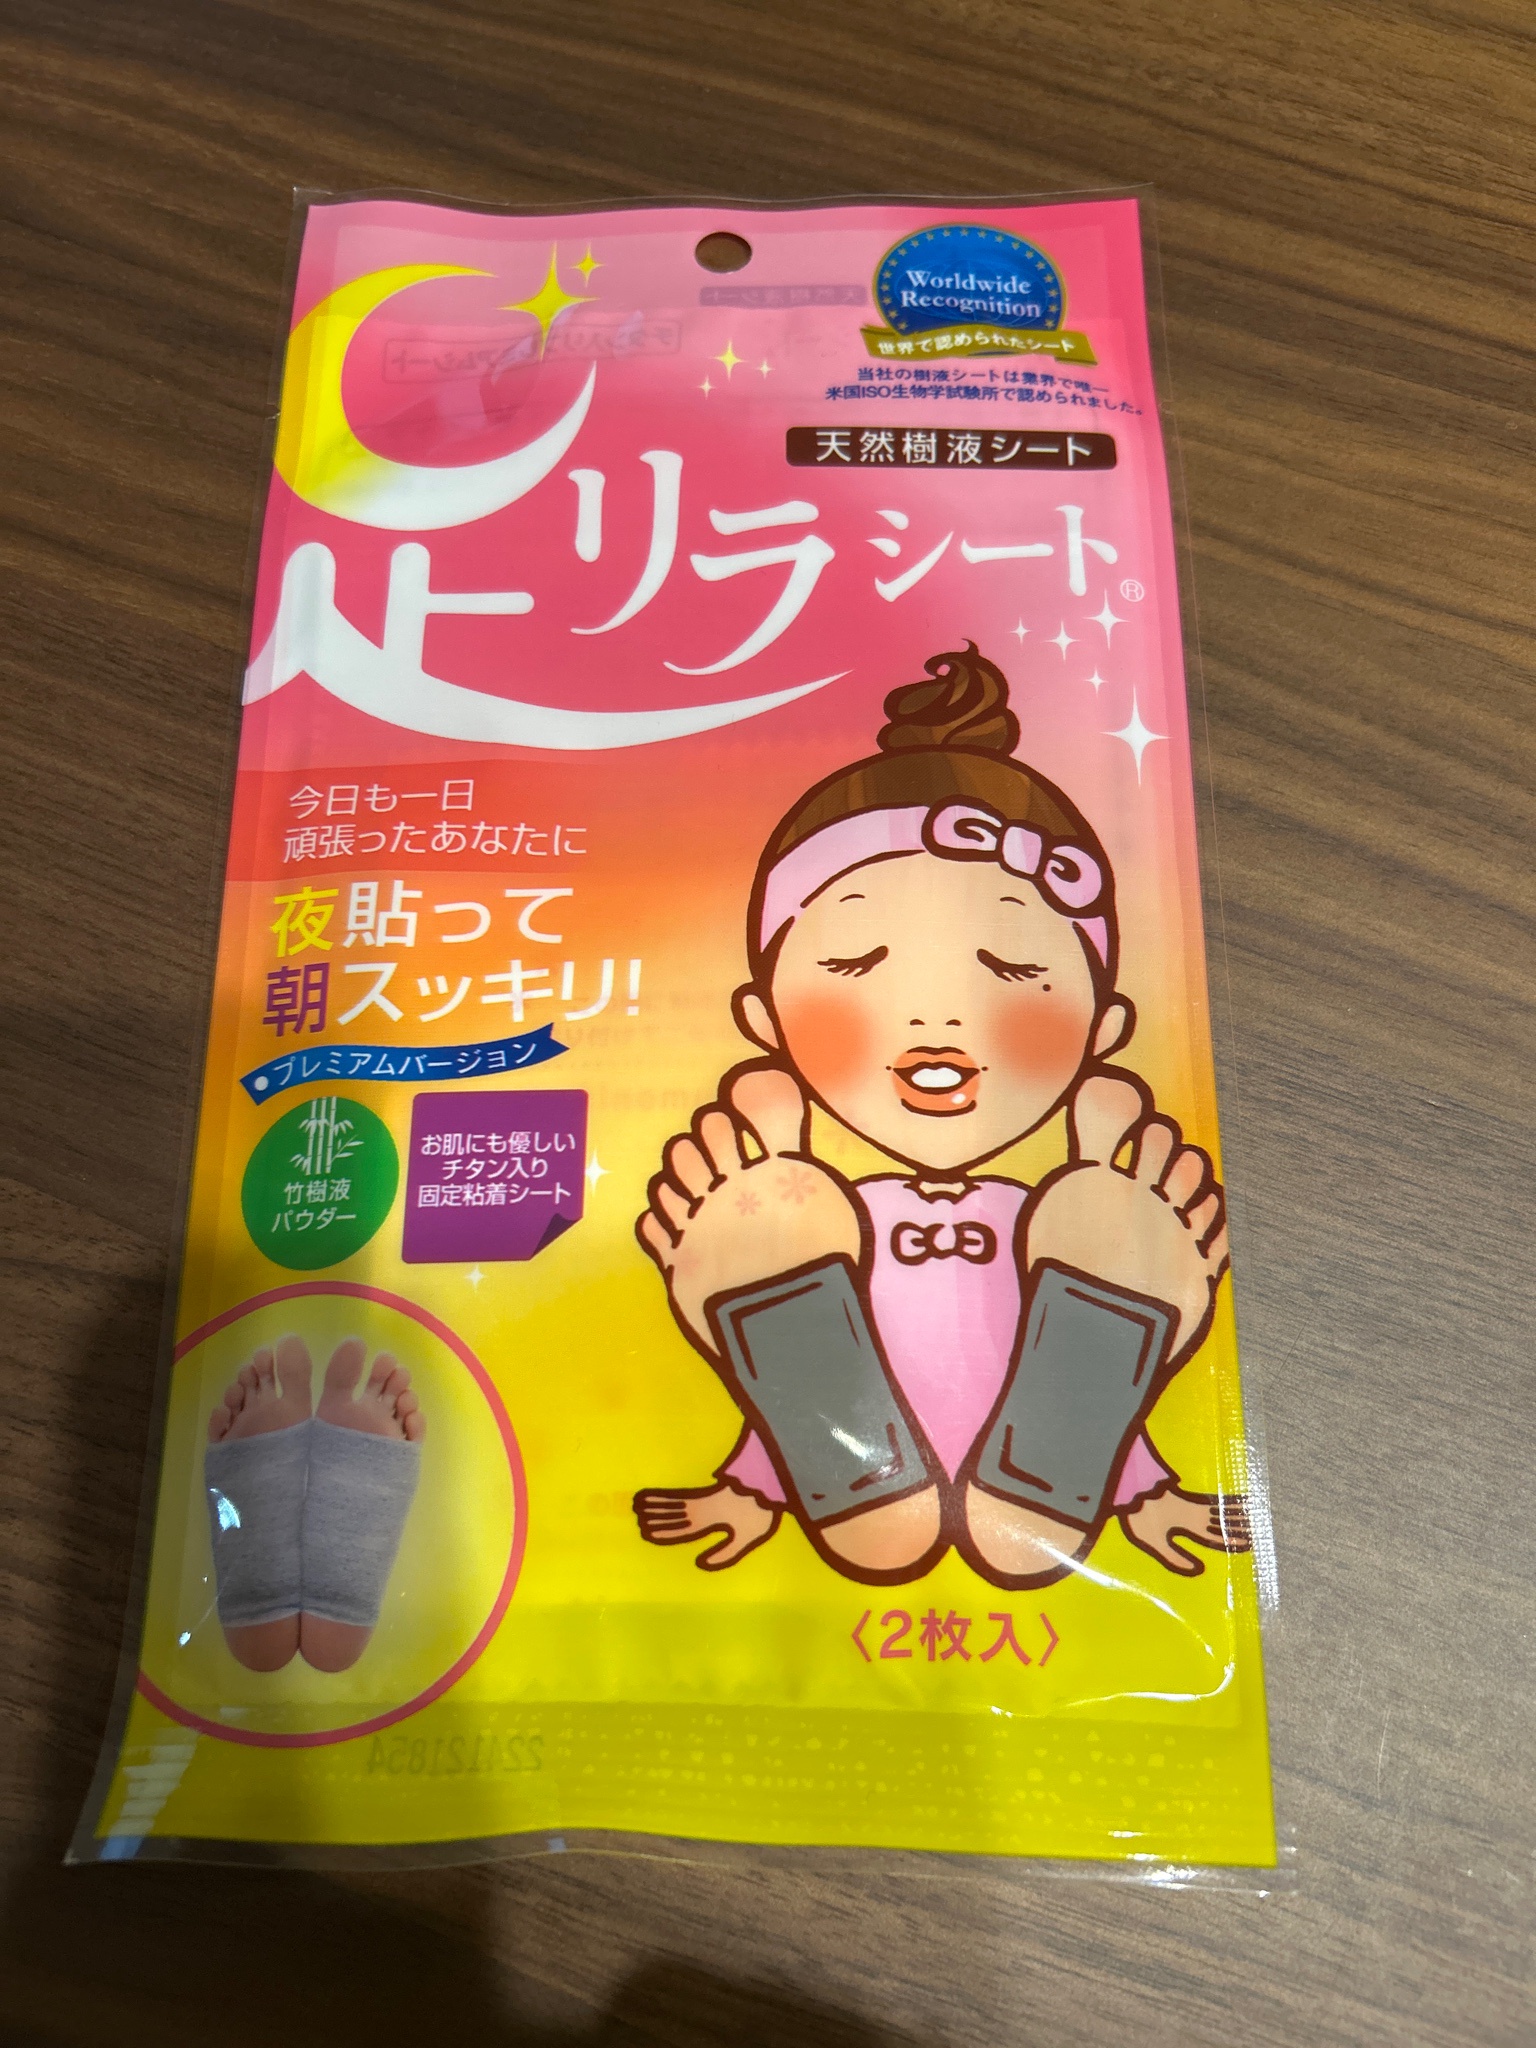 Worldwide
Recognition
世界で認められたシート
当社の樹液シートは業界で唯一
米国ISO生物学試験所で認められました。
天然樹液シート
足リラシート®
今日も一日
頑張ったあなたに
夜貼って
朝スッキリ!
プレミアムバージョン
竹樹液
パウダー
お肌にも優しい
チタン入り
固定粘着シート
〈2枚入〉
224121854